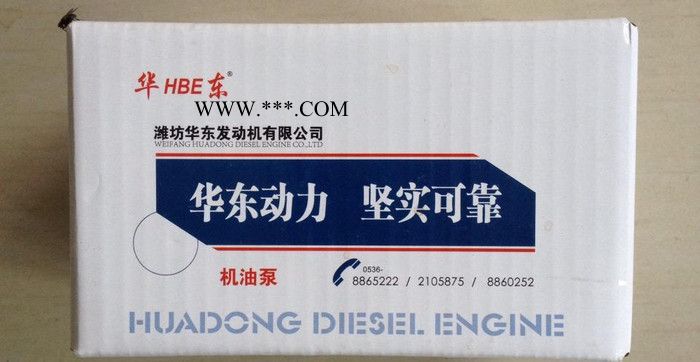 华 HBE 东®
WWW.***.COM
潍坊华东发动机有限公司
WEIFANG HUADONG DIESEL ENGINE CO.,LTD
华东动力 坚实可靠
机油泵
0536-
8865222 / 2105875 / 8860252
HUADONG DIESEL ENGINE